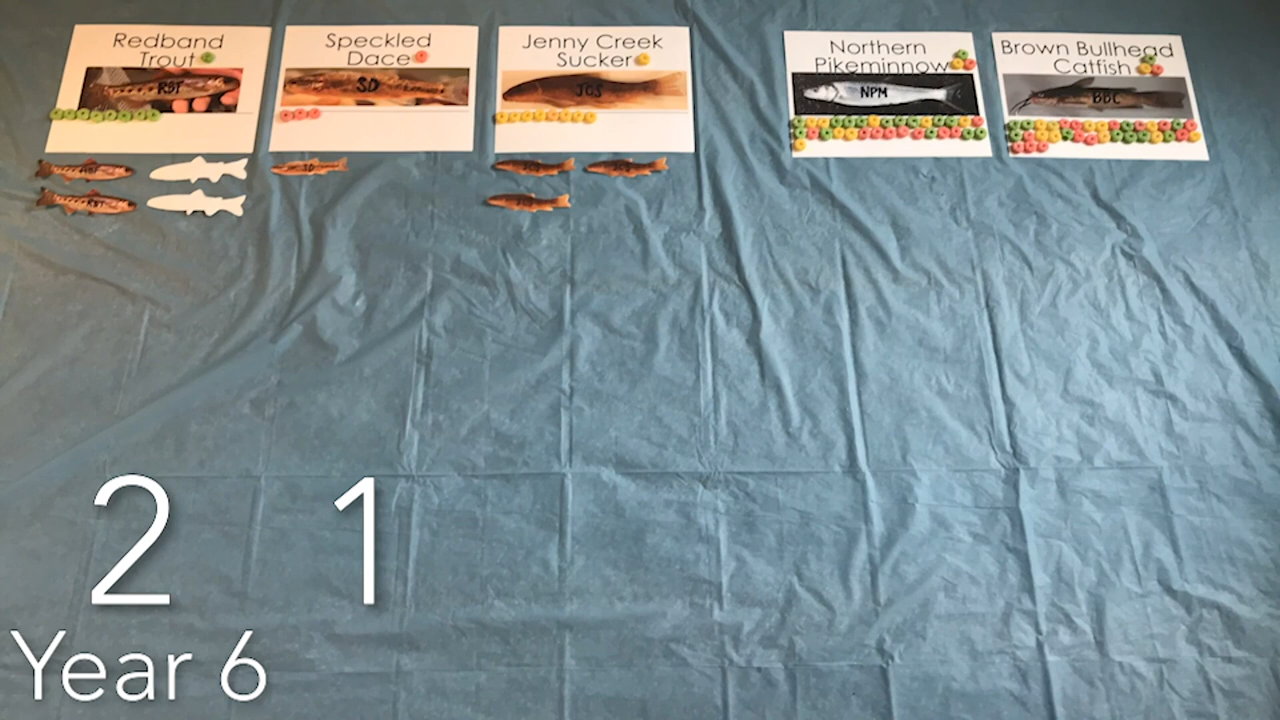 Redband
Trout
RBT
Speckled
Dace
SD
Jenny Creek
Sucker
JCS
Northern
Pikeminnow
NPM
Brown Bullhead
Catfish
BBC
RBT
2 1
Year 6